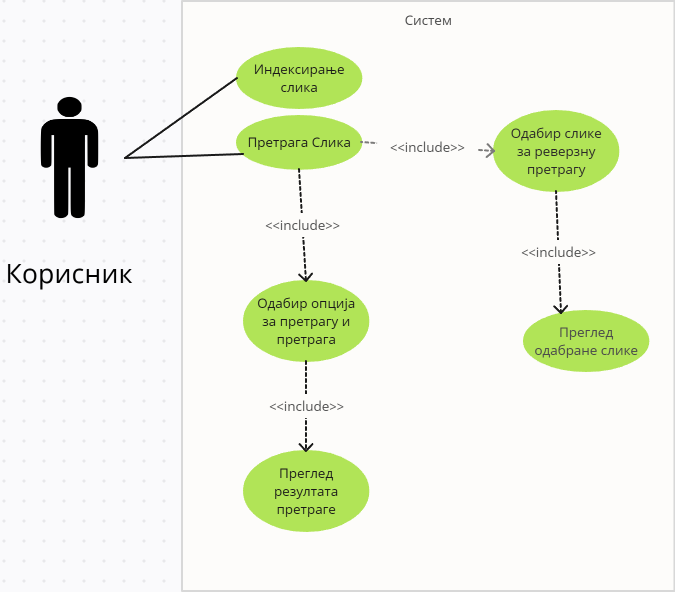 Систем
Индексирање
слика
Претрага Слика
<<include>>
Одабир слике
за реверзну
претрагу
<<include>>
<<include>>
Корисник
Одабир опција
за претрагу и
претрага
Преглед
одабране слике
<<include>>
Преглед
резултата
претраге